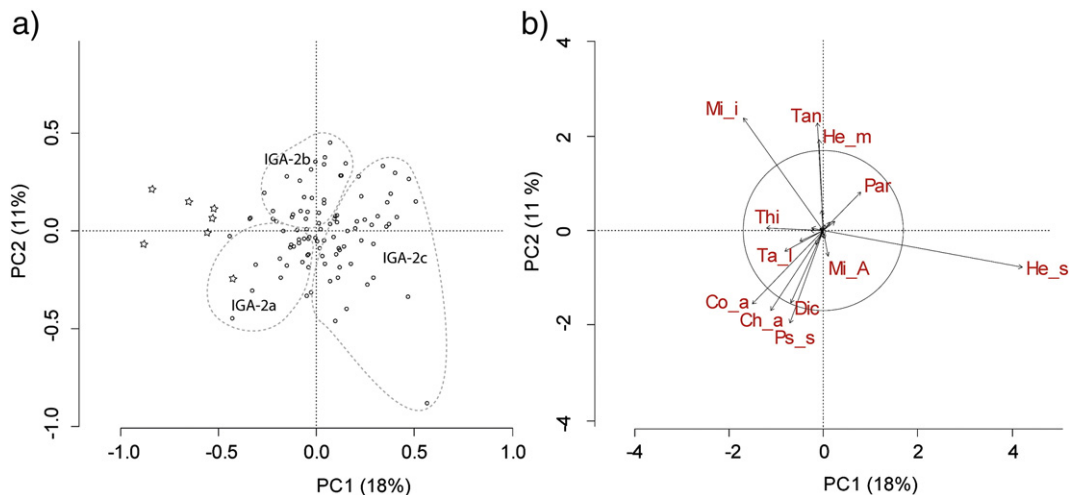 a)
PC2 (11%)
0.5
0.0
-0.5
-1.0
-1.0
-0.5
0.0
0.5
1.0
PC1 (18%)
IGA-2b
IGA-2c
IGA-2a
b)
PC2 (11 %)
4
2
0
-2
-4
-4
-2
0
2
4
PC1 (18%)
Mi_i
Tan
He_m
Par
Thi
Ta_l
Mi_A
He_s
Co_a
Dic
Ch_a
Ps_s